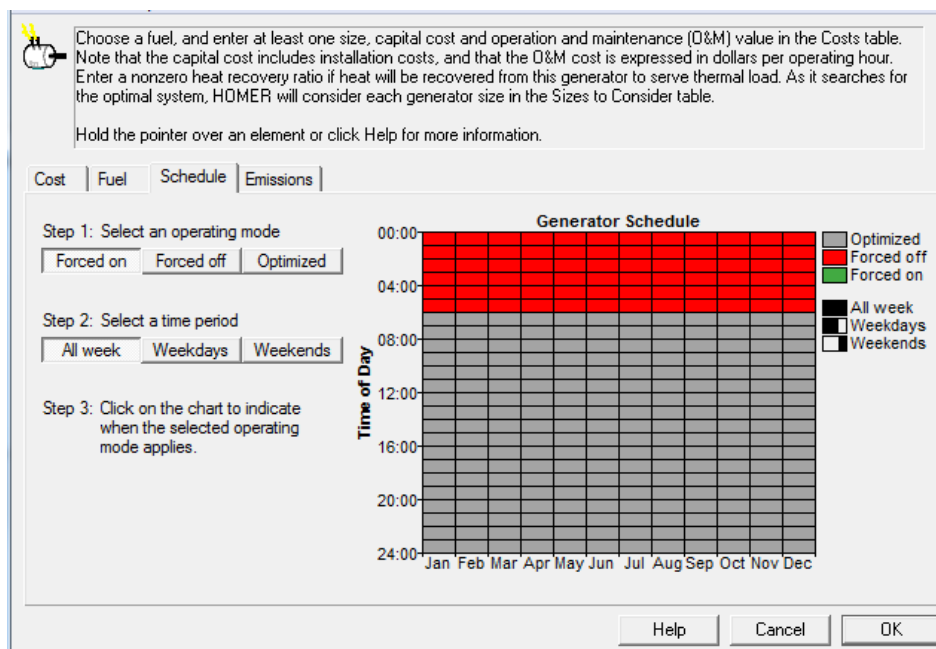 Choose a fuel, and enter at least one size, capital cost and operation and maintenance (O&M) value in the Costs table.
Note that the capital cost includes installation costs, and that the O&M cost is expressed in dollars per operating hour.
Enter a nonzero heat recovery ratio if heat will be recovered from this generator to serve thermal load. As it searches for
the optimal system, HOMER will consider each generator size in the Sizes to Consider table.
Hold the pointer over an element or click Help for more information.
Cost Fuel Schedule Emissions
Step 1: Select an operating mode
Forced on Forced off Optimized
Step 2: Select a time period
All week Weekdays Weekends
Step 3: Click on the chart to indicate
when the selected operating
mode applies.
Generator Schedule
Time of Day
00:00
04:00
08:00
12:00
16:00
20:00
24:00
Jan Feb Mar Apr May Jun Jul Aug Sep Oct Nov Dec
Optimized
Forced off
Forced on
All week
Weekdays
Weekends
Help Cancel OK